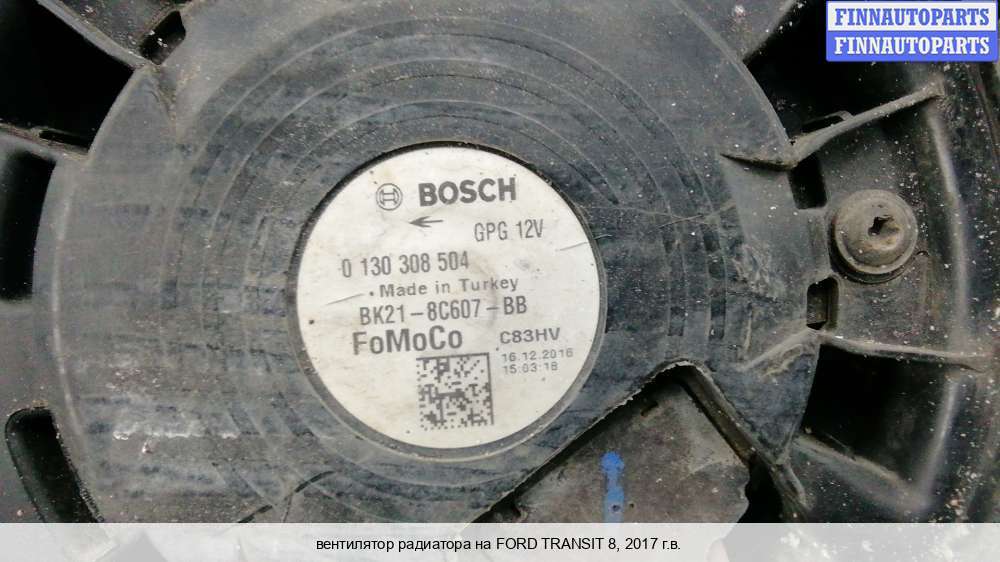 FINNAUTOPARTS
FINNAUTOPARTS
BOSCH
GPG 12V
0 130 308 504
Made in Turkey
BK21-8C607-BB
FoMoCo
C83HV
16.12.2016
15:03:18
вентилятор радиатора на FORD TRANSIT 8, 2017 г.в.